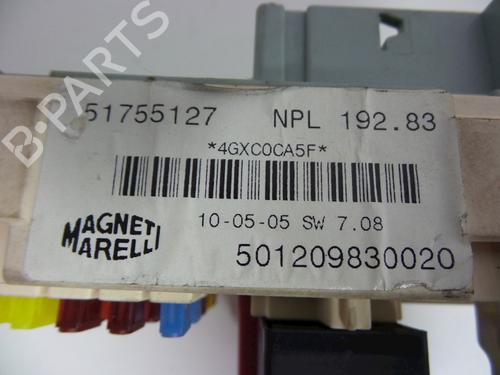 51755127 NPL 192.83
*4GXC0CA5F*
10-05-05 SW 7.08
MAGNETI
MARELLI
501209830020
B-PARTS